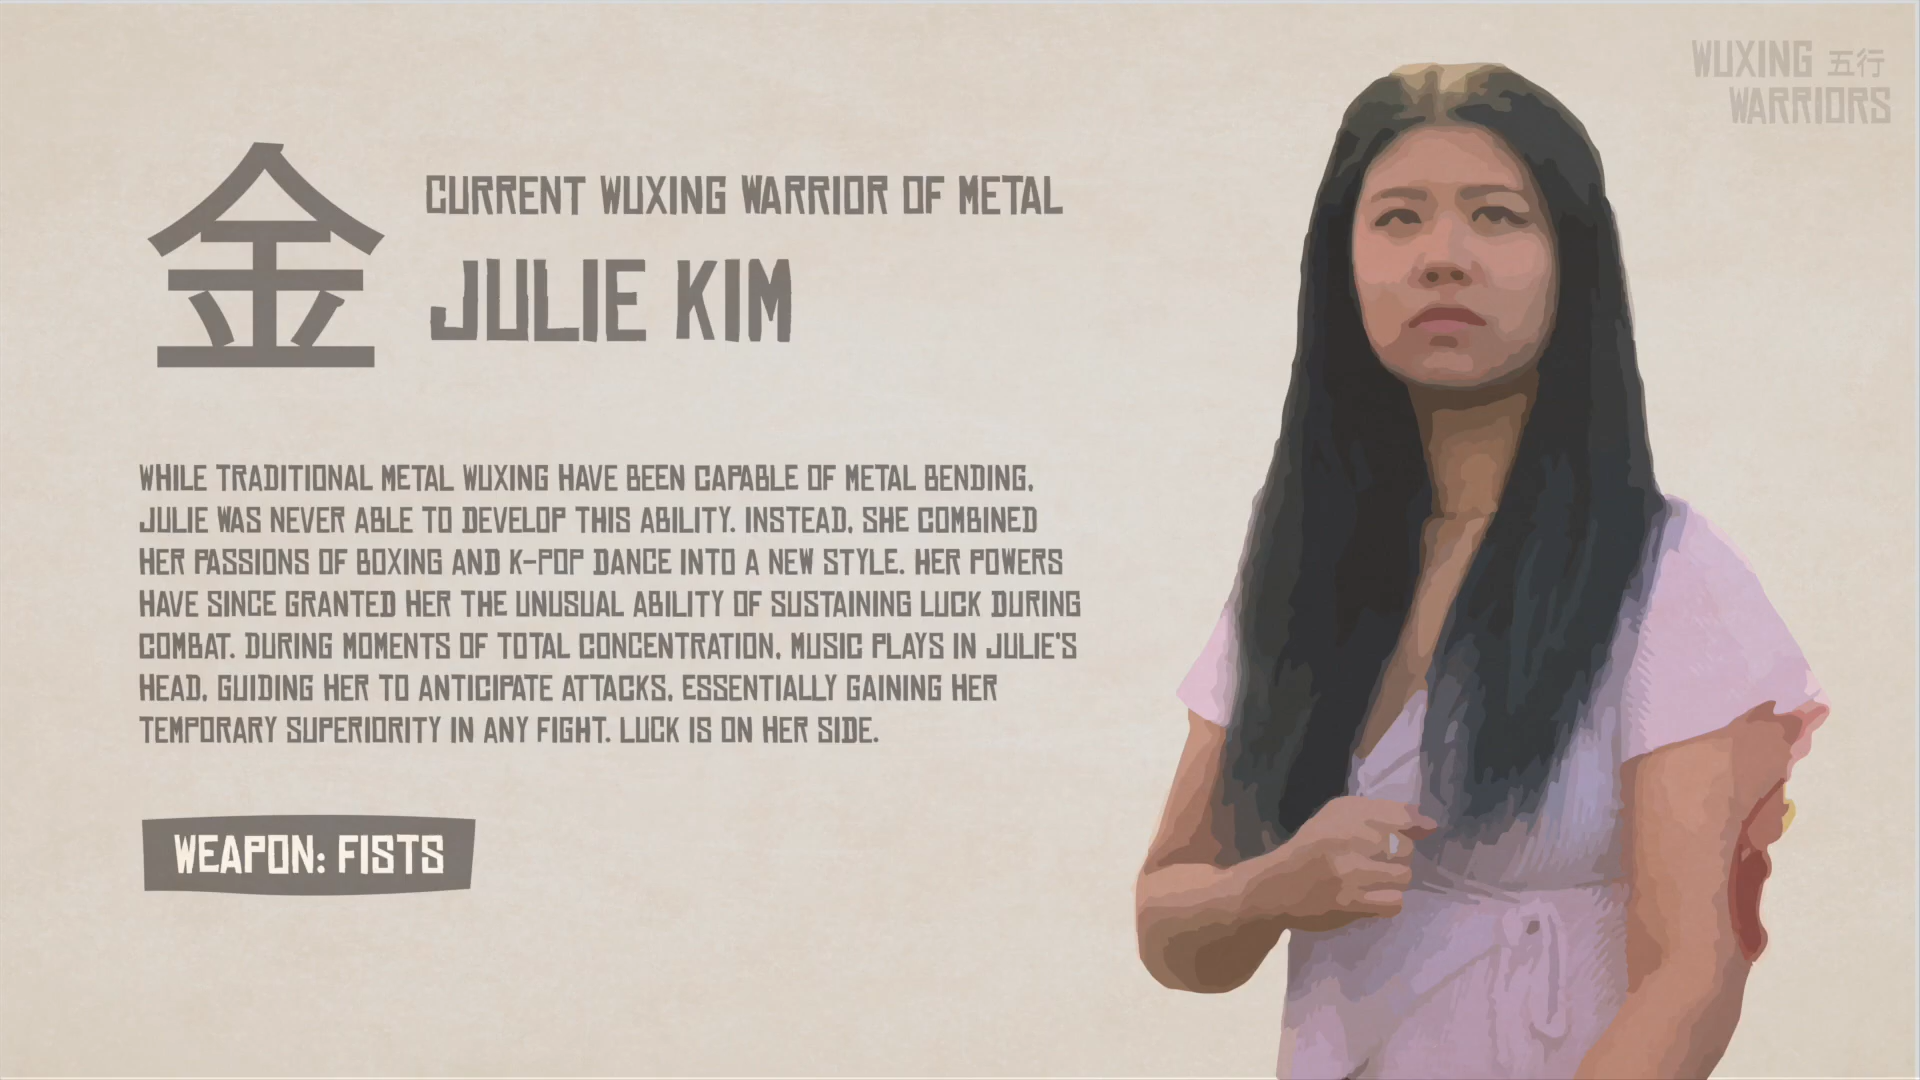 WUXING 五行
WARRIORS
金
CURRENT WUXING WARRIOR OF METAL
JULIE KIM
WHILE TRADITIONAL METAL WUXING HAVE BEEN CAPABLE OF METAL BENDING,
JULIE WAS NEVER ABLE TO DEVELOP THIS ABILITY. INSTEAD, SHE COMBINED
HER PASSIONS OF BOXING AND K-POP DANCE INTO A NEW STYLE. HER POWERS
HAVE SINCE GRANTED HER THE UNUSUAL ABILITY OF SUSTAINING LUCK DURING
COMBAT. DURING MOMENTS OF TOTAL CONCENTRATION, MUSIC PLAYS IN JULIE'S
HEAD, GUIDING HER TO ANTICIPATE ATTACKS, ESSENTIALLY GAINING HER
TEMPORARY SUPERIORITY IN ANY FIGHT. LUCK IS ON HER SIDE.
WEAPON: FISTS